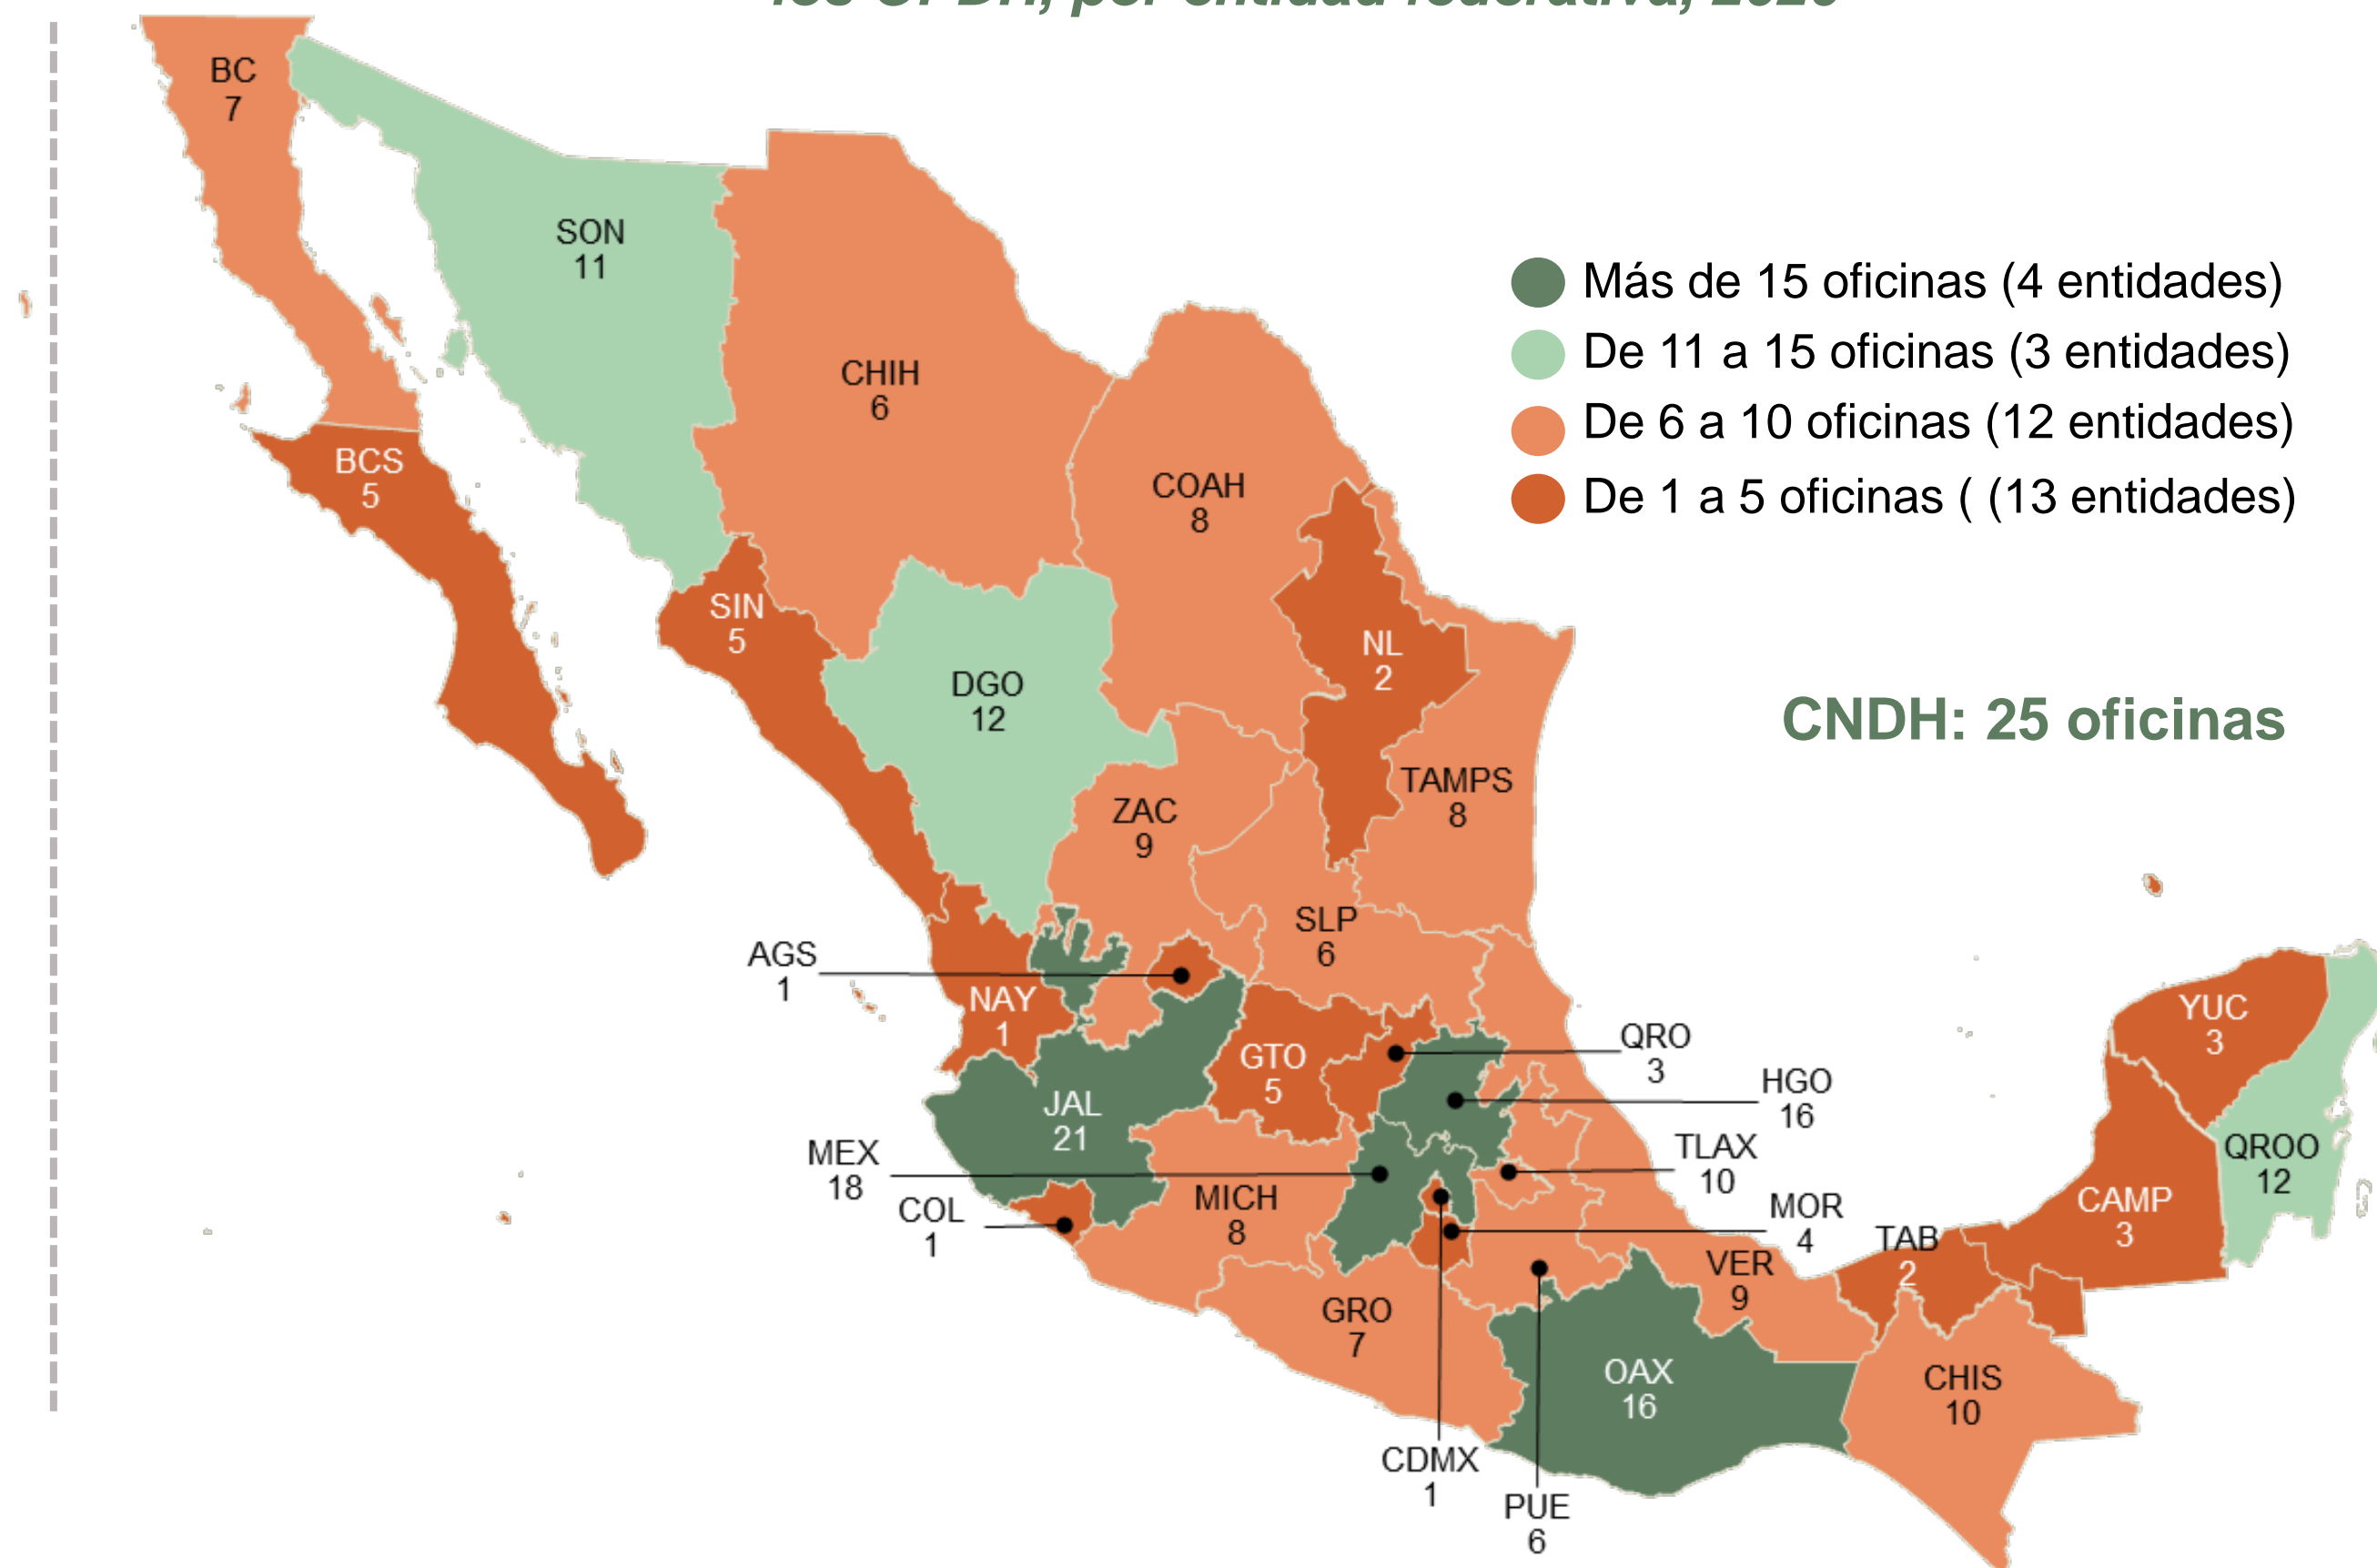 por entidad federativa, 2023
BC
7
SON
11
Más de 15 oficinas (4 entidades)
De 11 a 15 oficinas (3 entidades)
De 6 a 10 oficinas (12 entidades)
De 1 a 5 oficinas ( (13 entidades)
CHIH
6
BCS
5
COAH
8
SIN
5
NL
2
DGO
12
CNDH: 25 oficinas
TAMPS
8
ZAC
9
SLP
6
AGS
1
NAY
1
YUC
3
QRO
3
GTO
5
HGO
16
JAL
21
MEX
18
TLAX
10
QROO
12
COL
1
MICH
8
MOR
4
CAMP
3
TAB
2
VER
9
GRO
7
OAX
16
CHIS
10
CDMX
1
PUE
6